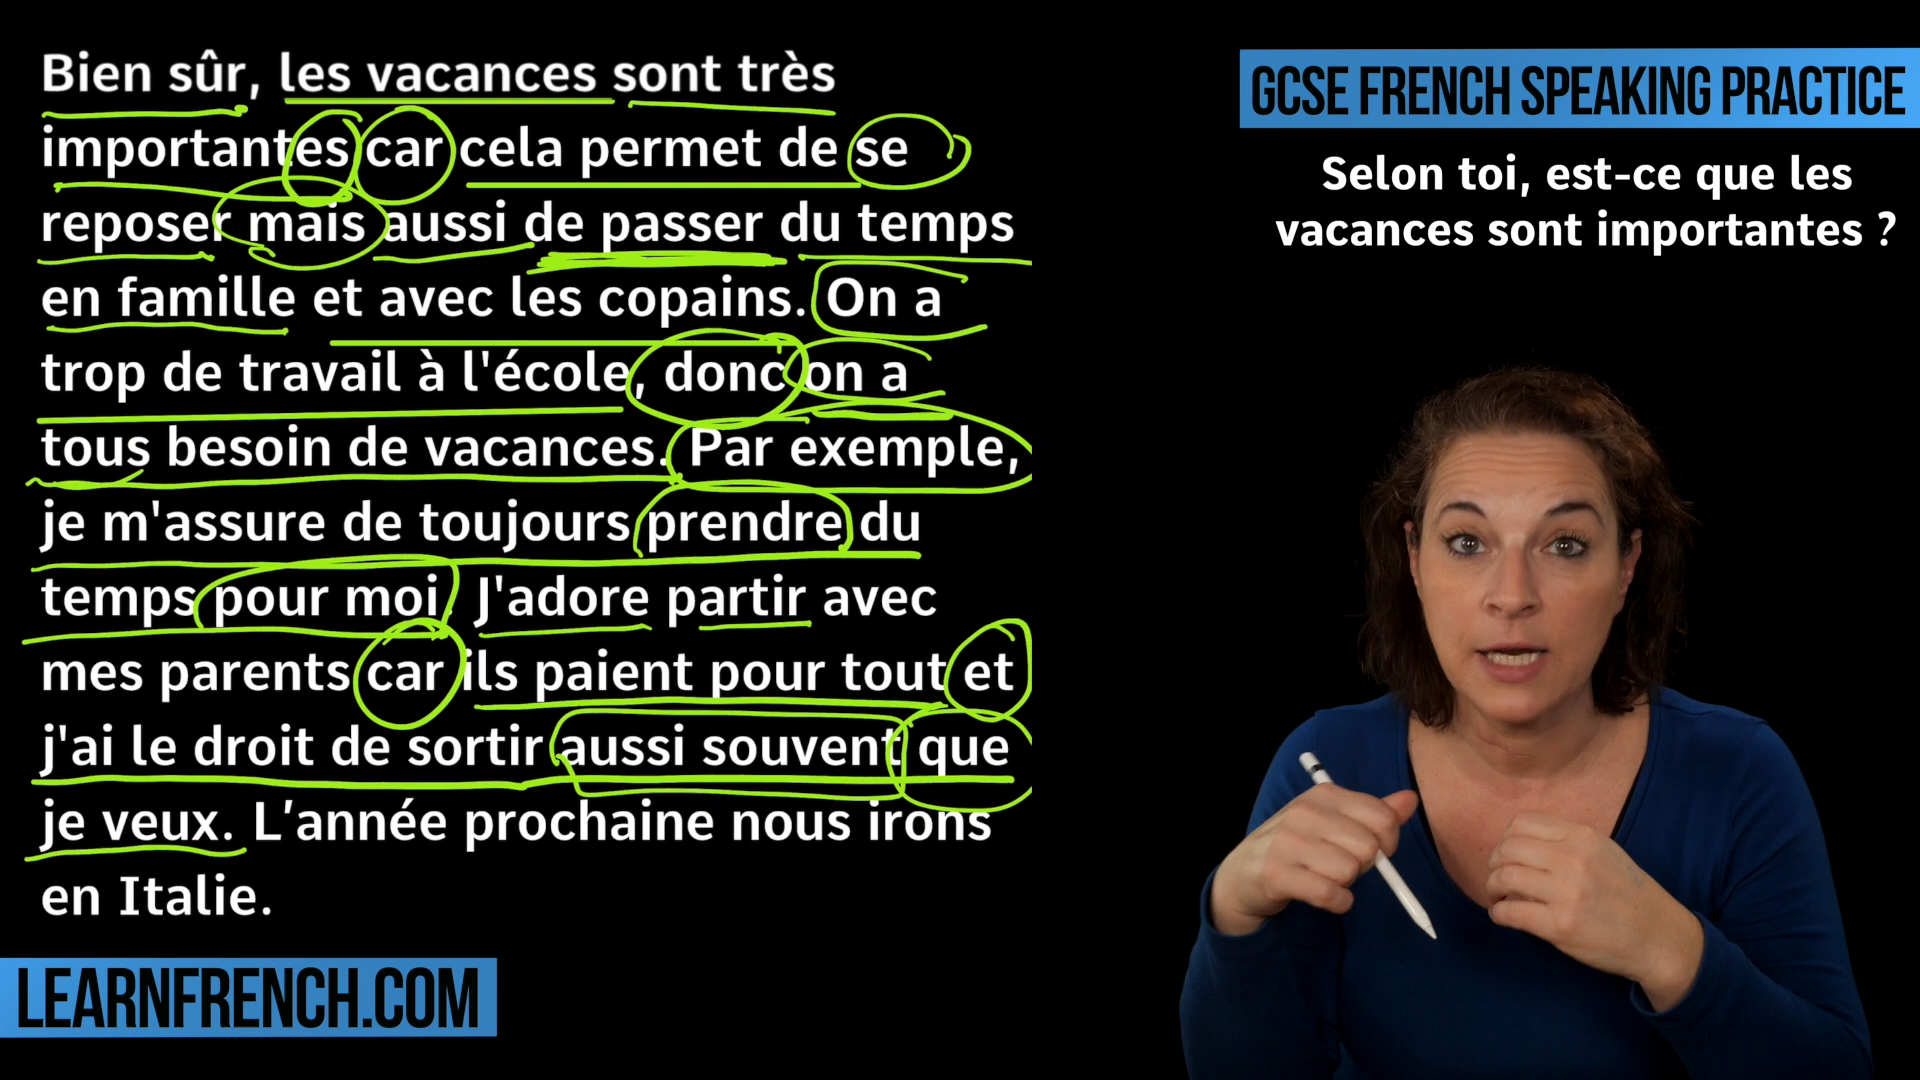 Bien sûr, les vacances sont très
importantes car cela permet de se
reposer mais aussi de passer du temps
en famille et avec les copains. On a
trop de travail à l'école, donc on a
tous besoin de vacances. Par exemple,
je m'assure de toujours prendre du
temps pour moi. J'adore partir avec
mes parents car ils paient pour tout et
j'ai le droit de sortir aussi souvent que
je veux. L’année prochaine nous irons
en Italie.
LEARNFRENCH.COM
GCSE FRENCH SPEAKING PRACTICE
Selon toi, est-ce que les
vacances sont importantes ?